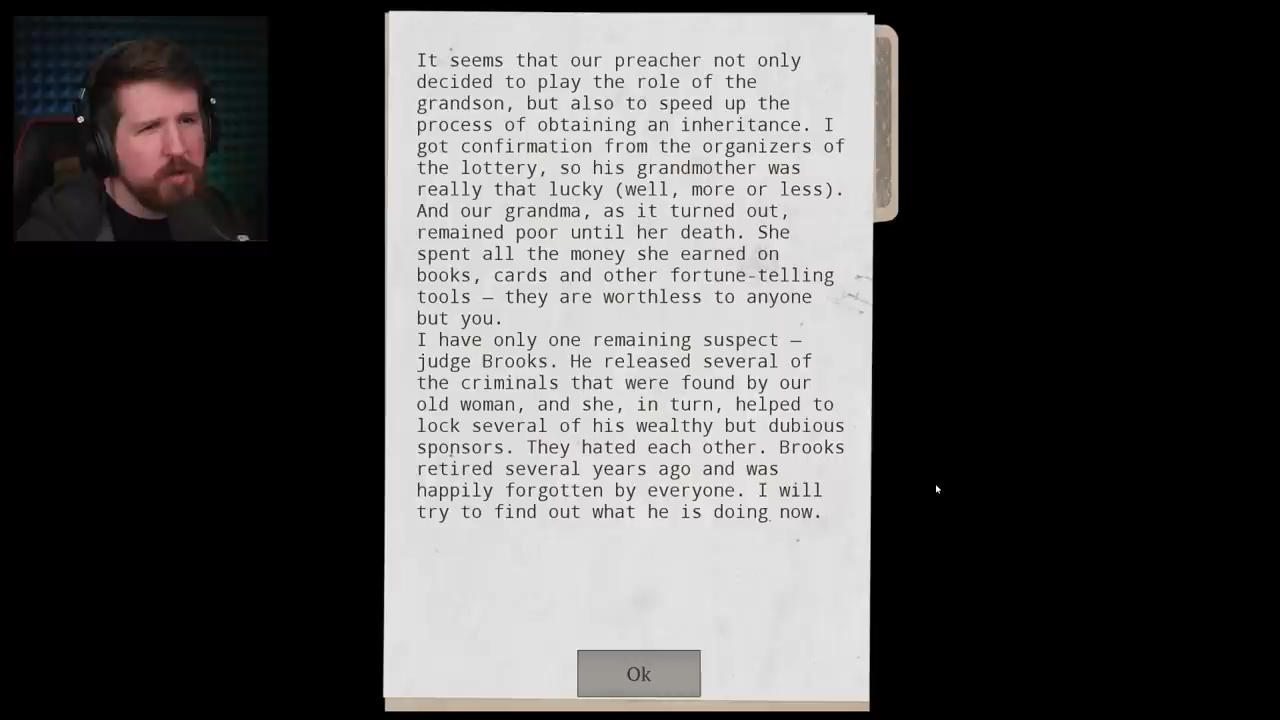 It seems that our preacher not only
decided to play the role of the
grandson, but also to speed up the
process of obtaining an inheritance. I
got confirmation from the organizers of
the lottery, so his grandmother was
really that lucky (well, more or less).
And our grandma, as it turned out,
remained poor until her death. She
spent all the money she earned on
books, cards and other fortune-telling
tools — they are worthless to anyone
but you.
I have only one remaining suspect —
judge Brooks. He released several of
the criminals that were found by our
old woman, and she, in turn, helped to
lock several of his wealthy but dubious
sponsors. They hated each other. Brooks
retired several years ago and was
happily forgotten by everyone. I will
try to find out what he is doing now.
Ok